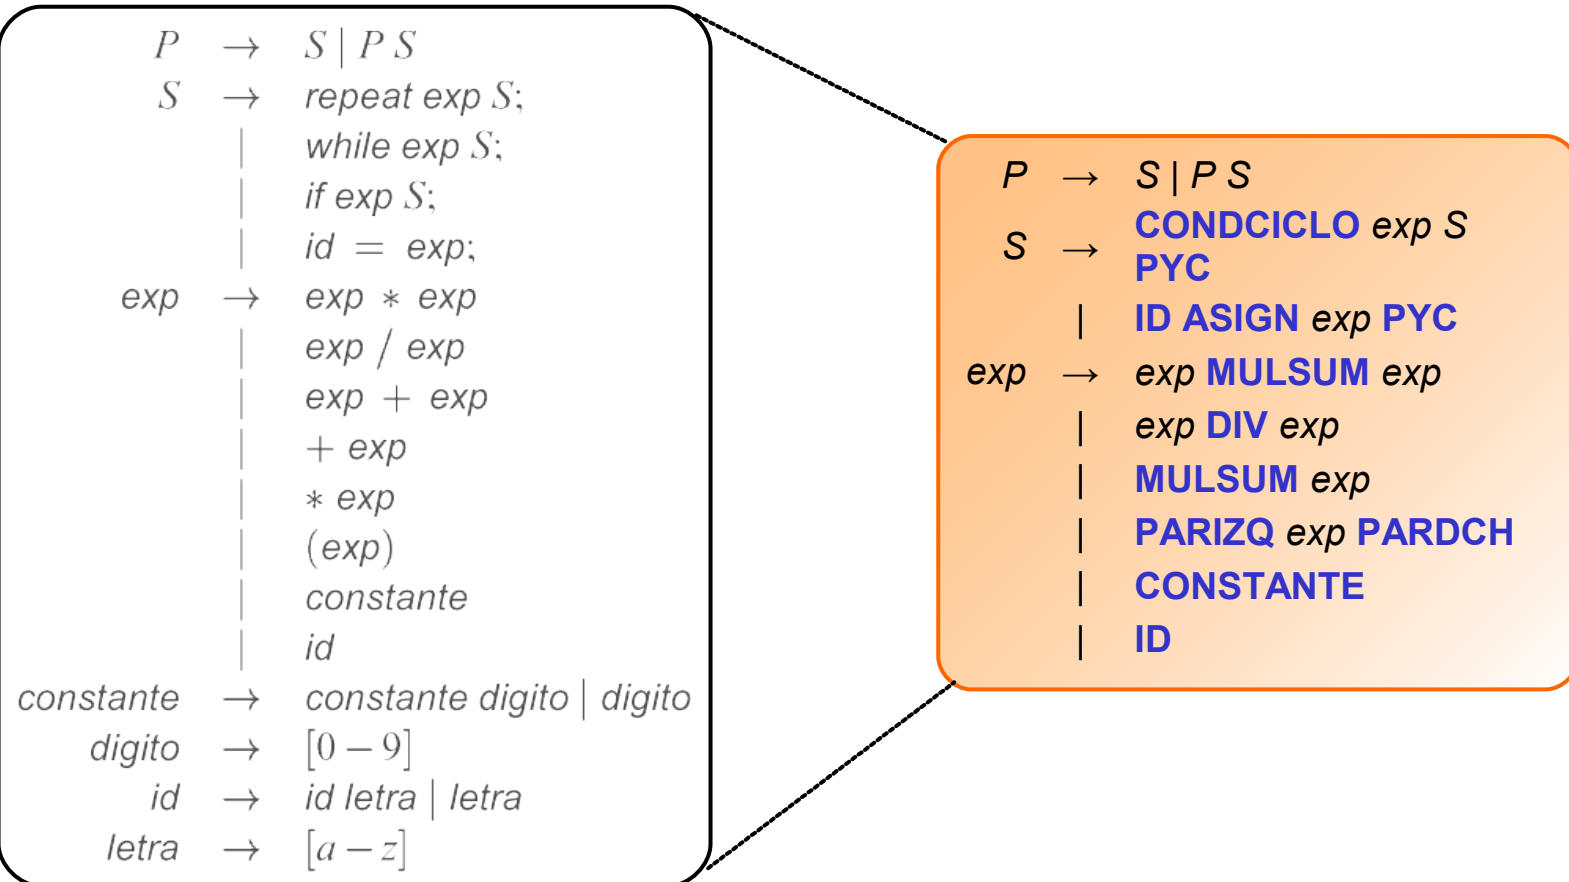 P → S | P S
S → repeat exp S;
| while exp S;
| if exp S;
| id = exp;
exp → exp * exp
| exp / exp
| exp + exp
| + exp
| * exp
| (exp)
| constante
| id
constante → constante digito | digito
digito → [0 − 9]
id → id letra | letra
letra → [a − z]
P → S | P S
S → CONDCICLO exp S
PYC
| ID ASIGN exp PYC
exp → exp MULSUM exp
| exp DIV exp
| MULSUM exp
| PARIZQ exp PARDCH
| CONSTANTE
| ID